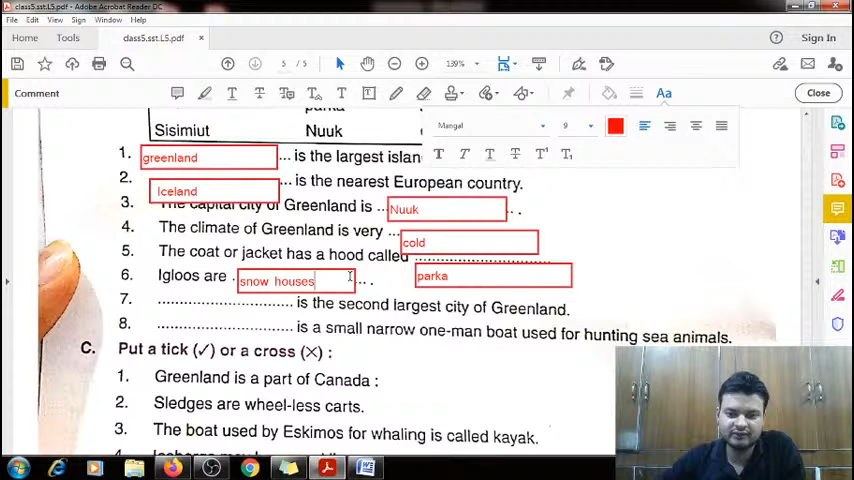 class5.sst.L5.pdf - Adobe Acrobat Reader DC
File Edit View Sign Window Help
Home Tools class5.sst.L5.pdf × Sign In
5 / 5 139%
Comment Aa Close
parka
Mangal 9
Sisimiut Nuuk
T T T T T¹ T₁
1. greenland ... is the largest islan
2. Iceland ... is the nearest European country.
3. The capital city of Greenland is ... Nuuk .. .
4. The climate of Greenland is very ... cold
5. The coat or jacket has a hood called ........................
6. Igloos are . snow houses ... . parka
7. ................................ is the second largest city of Greenland.
8. ................................ is a small narrow one-man boat used for hunting sea animals.
C. Put a tick (✓) or a cross (✕) :
1. Greenland is a part of Canada :
2. Sledges are wheel-less carts.
3. The boat used by Eskimos for whaling is called kayak.